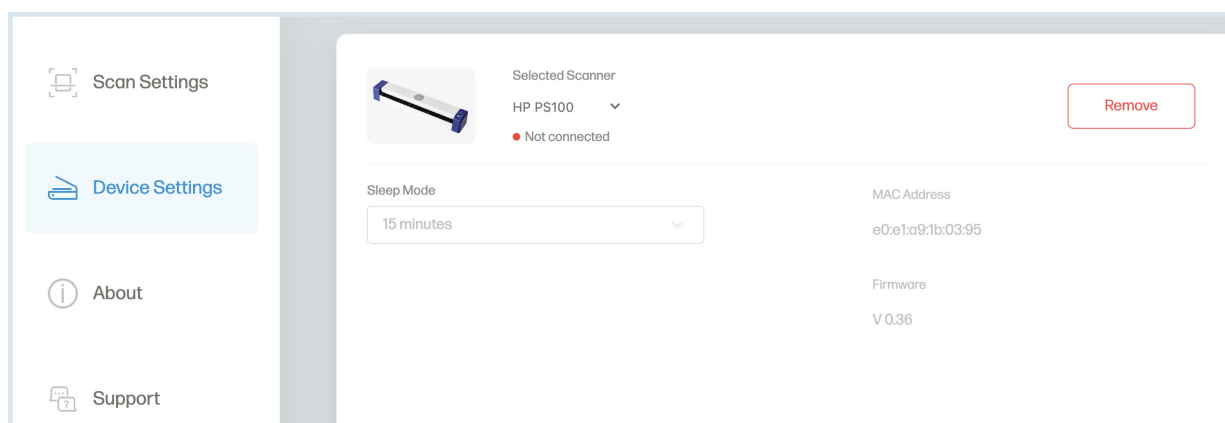 Scan Settings
Device Settings
About
Support
Selected Scanner
HP PS100
Not connected
Remove
Sleep Mode
15 minutes
MAC Address
e0:e1:a9:1b:03:95
Firmware
V 0.36